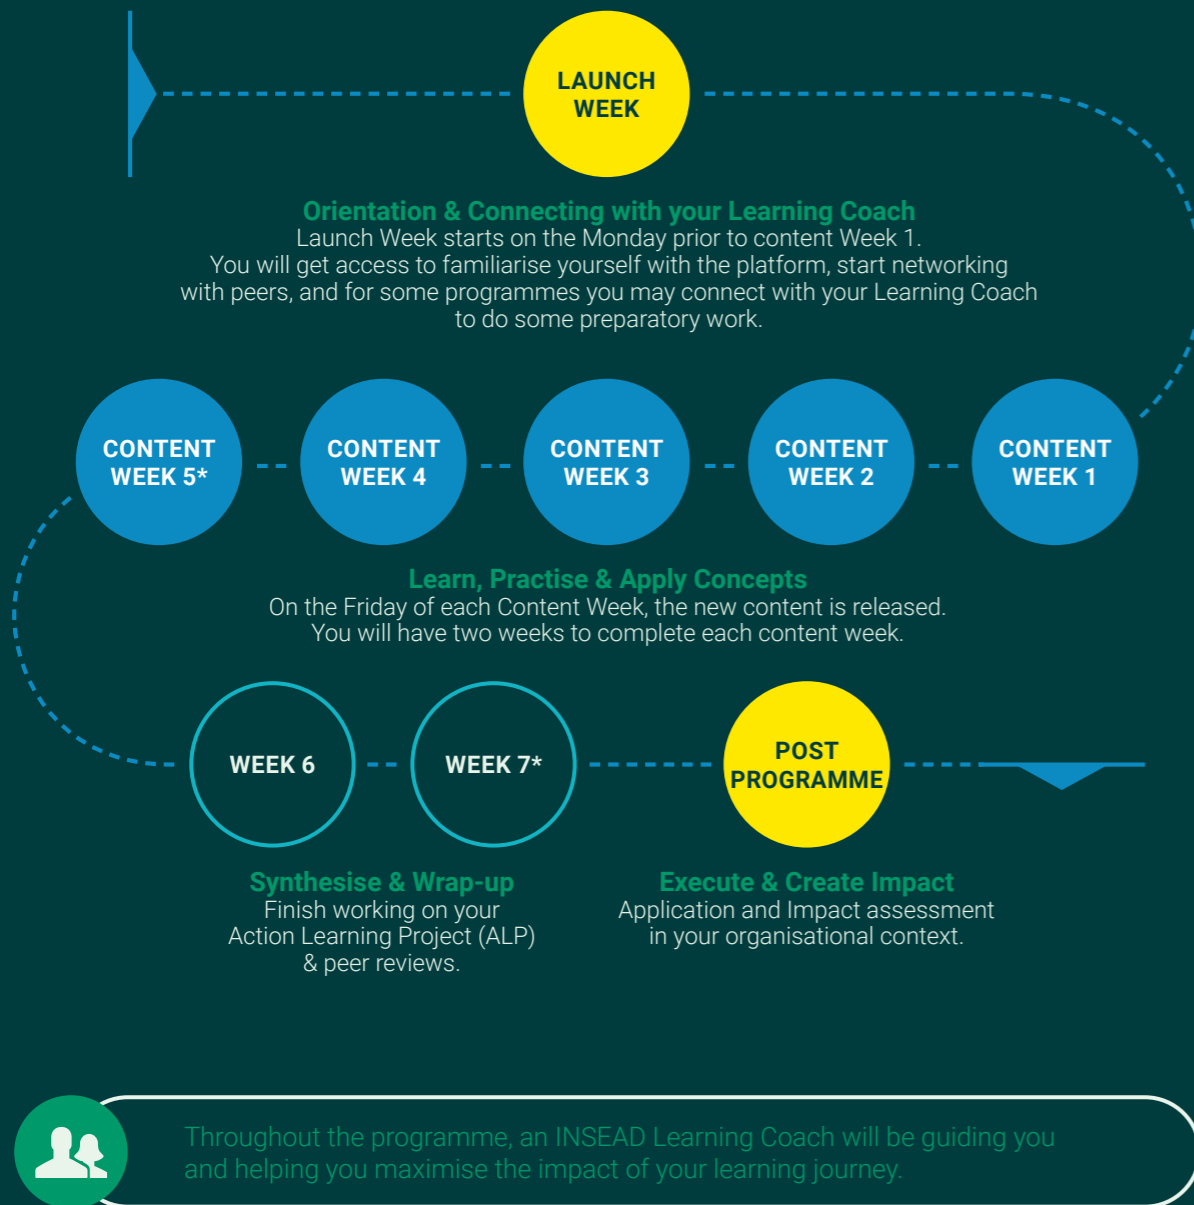 LAUNCH
WEEK
Orientation & Connecting with your Learning Coach
Launch Week starts on the Monday prior to content Week 1.
You will get access to familiarise yourself with the platform, start networking
with peers, and for some programmes you may connect with your Learning Coach
to do some preparatory work.
CONTENT
WEEK 5*
CONTENT
WEEK 4
CONTENT
WEEK 3
CONTENT
WEEK 2
CONTENT
WEEK 1
Learn, Practise & Apply Concepts
On the Friday of each Content Week, the new content is released.
You will have two weeks to complete each content week.
WEEK 6
WEEK 7*
POST
PROGRAMME
Synthesise & Wrap-up
Finish working on your
Action Learning Project (ALP)
& peer reviews.
Execute & Create Impact
Application and Impact assessment
in your organisational context.
Throughout the programme, an INSEAD Learning Coach will be guiding you
and helping you maximise the impact of your learning journey.